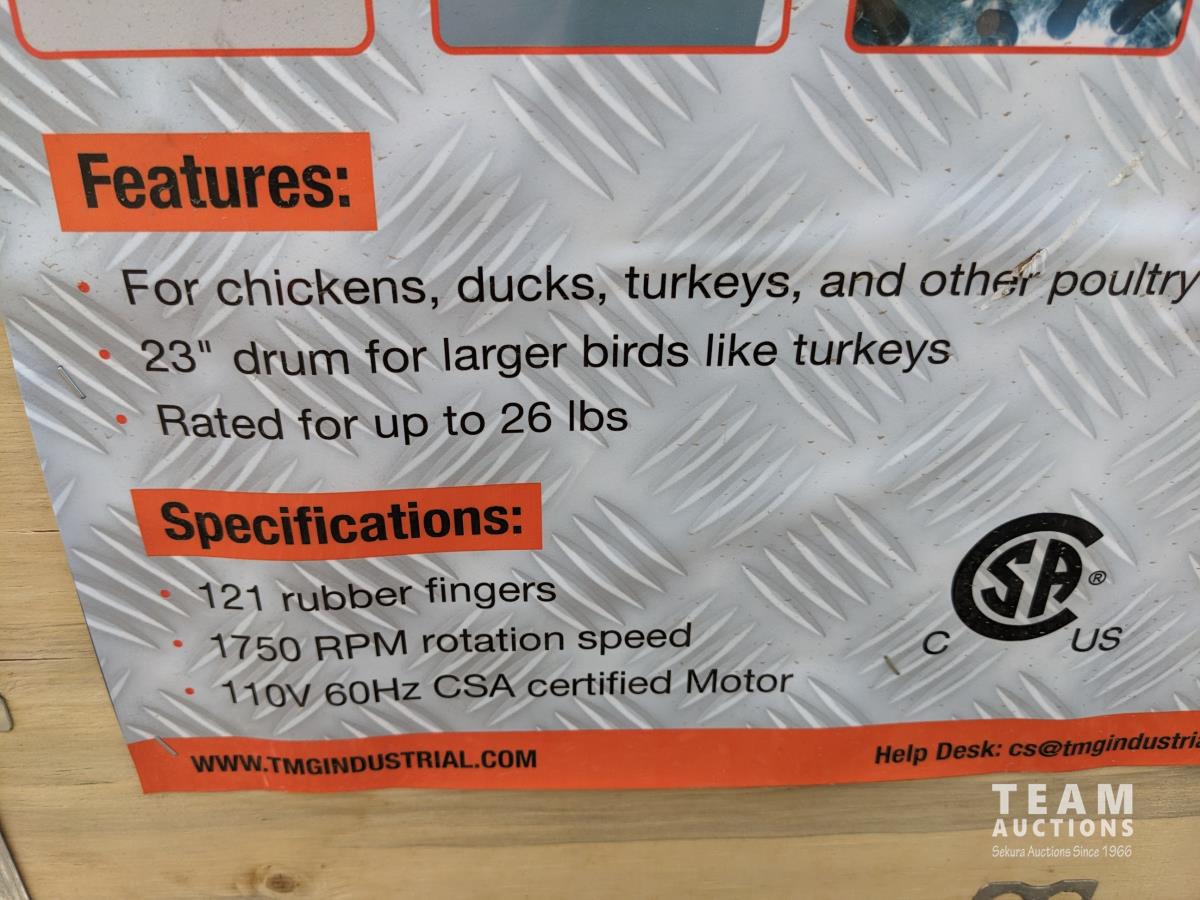 Features:
• For chickens, ducks, turkeys, and other poultry
• 23" drum for larger birds like turkeys
• Rated for up to 26 lbs
Specifications:
• 121 rubber fingers
• 1750 RPM rotation speed
• 110V 60Hz CSA certified Motor
C SA ®
C US
WWW.TMGINDUSTRIAL.COM
Help Desk: cs@tmgindustria
TEAM
AUCTIONS
Sekura Auctions Since 1966